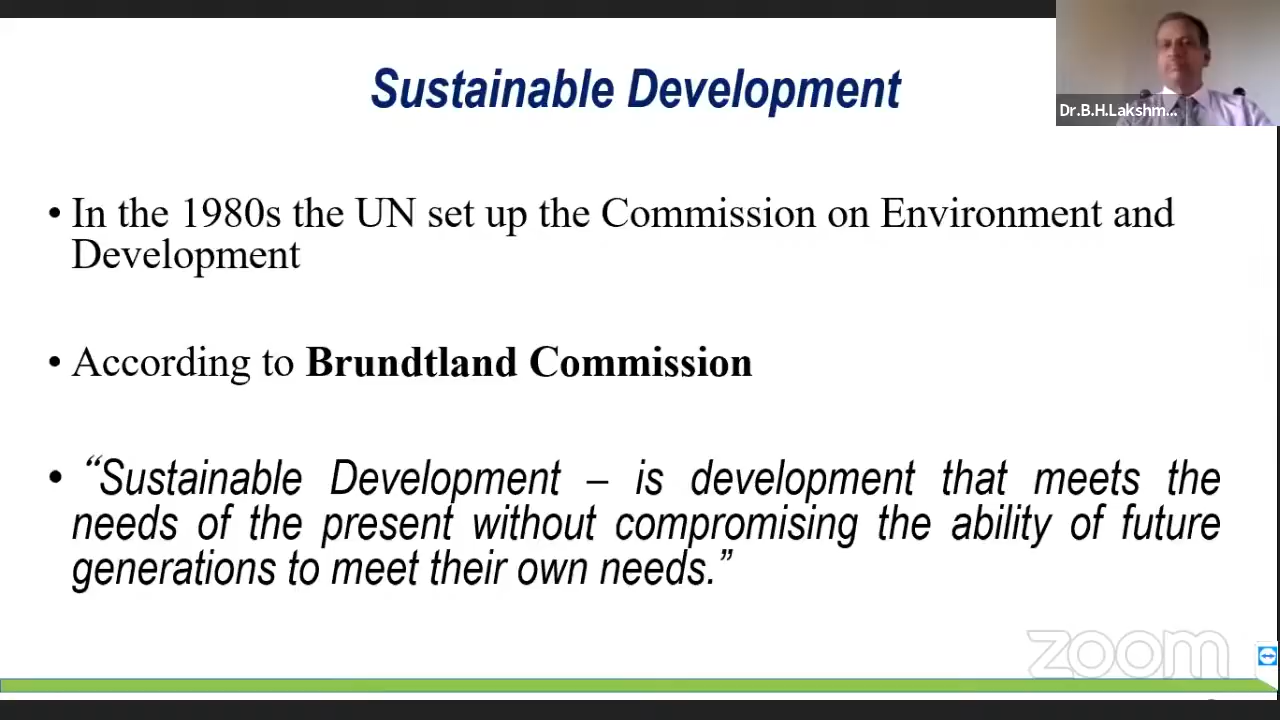 Sustainable Development
Dr.B.H.Lakshm...
• In the 1980s the UN set up the Commission on Environment and
Development
• According to Brundtland Commission
• “Sustainable Development – is development that meets the
needs of the present without compromising the ability of future
generations to meet their own needs.”
zoom